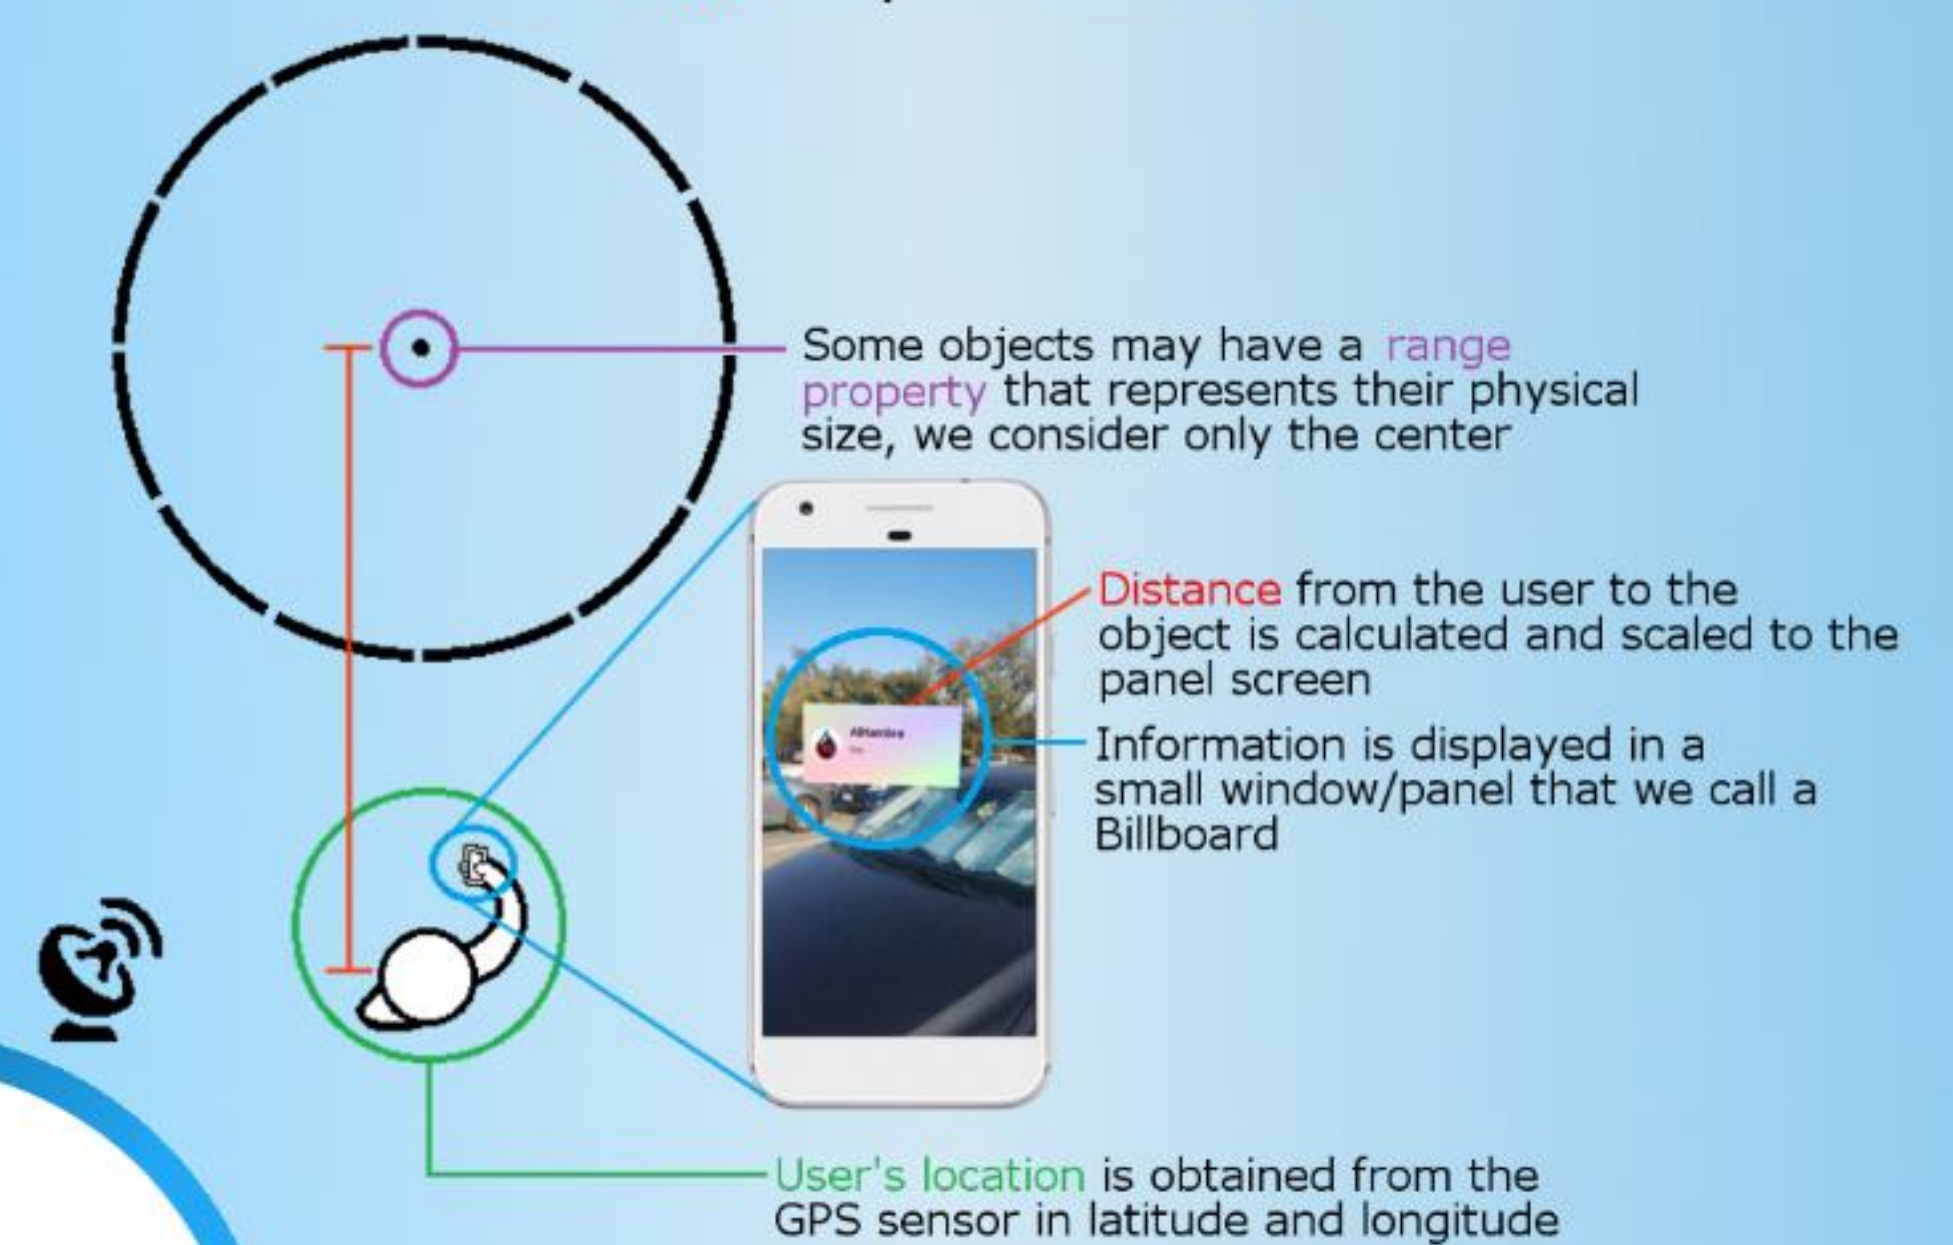 Some objects may have a range
property that represents their physical
size, we consider only the center
Distance from the user to the
object is calculated and scaled to the
panel screen
Information is displayed in a
small window/panel that we call a
Billboard
User's location is obtained from the
GPS sensor in latitude and longitude